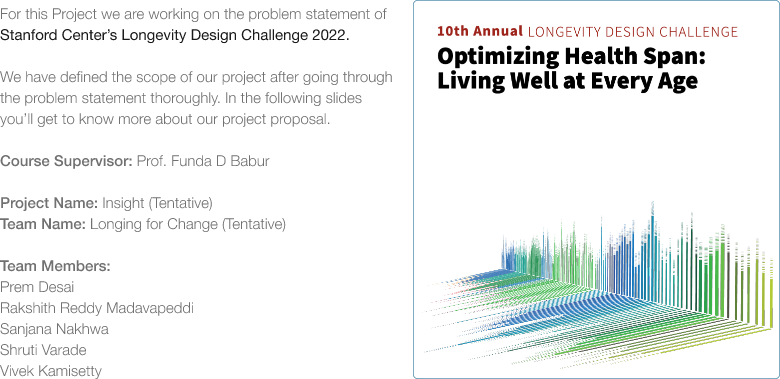 For this Project we are working on the problem statement of
Stanford Center's Longevity Design Challenge 2022.
We have defined the scope of our project after going through
the problem statement thoroughly. In the following slides
you'll get to know more about our project proposal.
Course Supervisor: Prof. Funda D Babur
Project Name: Insight (Tentative)
Team Name: Longing for Change (Tentative)
Team Members:
Prem Desai
Rakshith Reddy Madavapeddi
Sanjana Nakhwa
Shruti Varade
Vivek Kamisetty
10th Annual LONGEVITY DESIGN CHALLENGE
Optimizing Health Span:
Living Well at Every Age